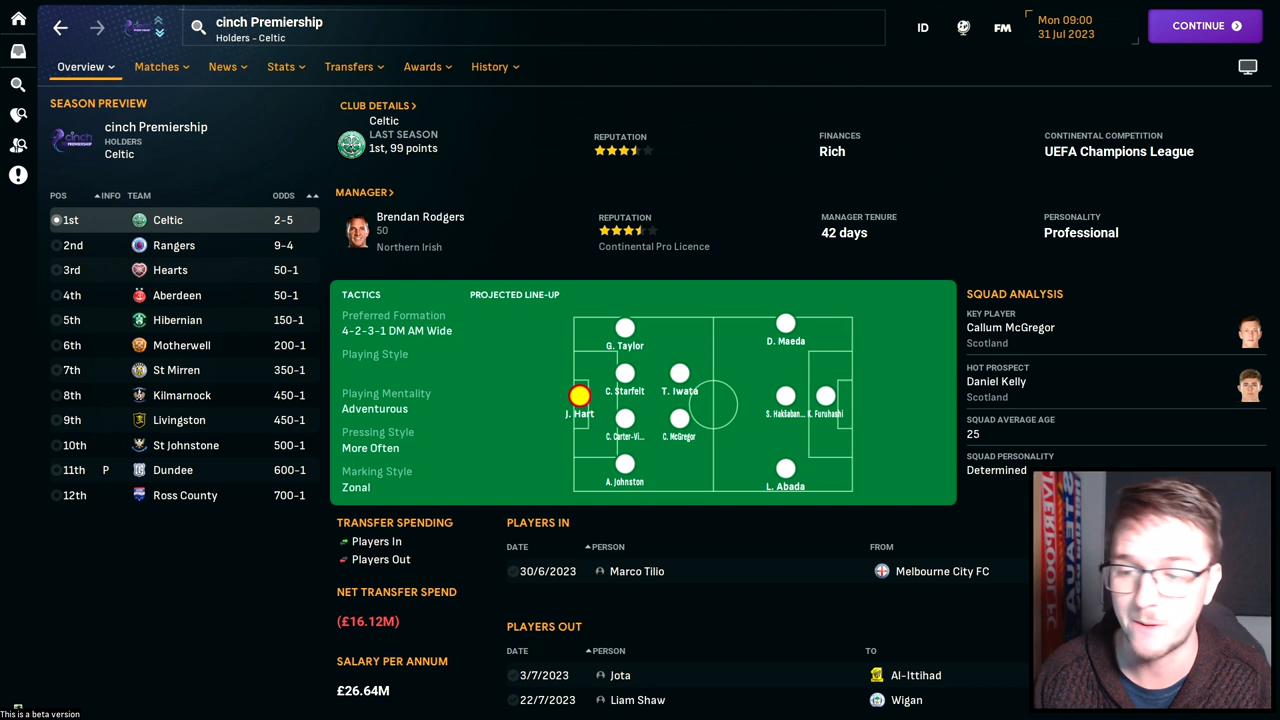 cinch Premiership
Holders - Celtic
ID
FM
Mon 09:00
31 Jul 2023
CONTINUE
Overview
Matches
News
Stats
Transfers
Awards
History
SEASON PREVIEW
cinch Premiership
HOLDERS
Celtic
POS INFO TEAM ODDS
1st Celtic 2-5
2nd Rangers 9-4
3rd Hearts 50-1
4th Aberdeen 50-1
5th Hibernian 150-1
6th Motherwell 200-1
7th St Mirren 350-1
8th Kilmarnock 450-1
9th Livingston 450-1
10th St Johnstone 500-1
11th P Dundee 600-1
12th Ross County 700-1
CLUB DETAILS >
Celtic
LAST SEASON
1st, 99 points
REPUTATION
FINANCES
Rich
CONTINENTAL COMPETITION
UEFA Champions League
MANAGER >
Brendan Rodgers
50
Northern Irish
REPUTATION
Continental Pro Licence
MANAGER TENURE
42 days
PERSONALITY
Professional
TACTICS
Preferred Formation
4-2-3-1 DM AM Wide
Playing Style
Playing Mentality
Adventurous
Pressing Style
More Often
Marking Style
Zonal
PROJECTED LINE-UP
G. Taylor
D. Maeda
C. Starfelt
T. Iwata
J. Hart
S. Hakšaban...
K. Furuhashi
C. Carter-Vi...
C. McGregor
A. Johnston
L. Abada
SQUAD ANALYSIS
KEY PLAYER
Callum McGregor
Scotland
HOT PROSPECT
Daniel Kelly
Scotland
SQUAD AVERAGE AGE
25
SQUAD PERSONALITY
Determined
TRANSFER SPENDING
Players In
Players Out
NET TRANSFER SPEND
(£16.12M)
SALARY PER ANNUM
£26.64M
PLAYERS IN
DATE PERSON FROM
30/6/2023 Marco Tilio Melbourne City FC
PLAYERS OUT
DATE PERSON TO
3/7/2023 Jota Al-Ittihad
22/7/2023 Liam Shaw Wigan
This is a beta version